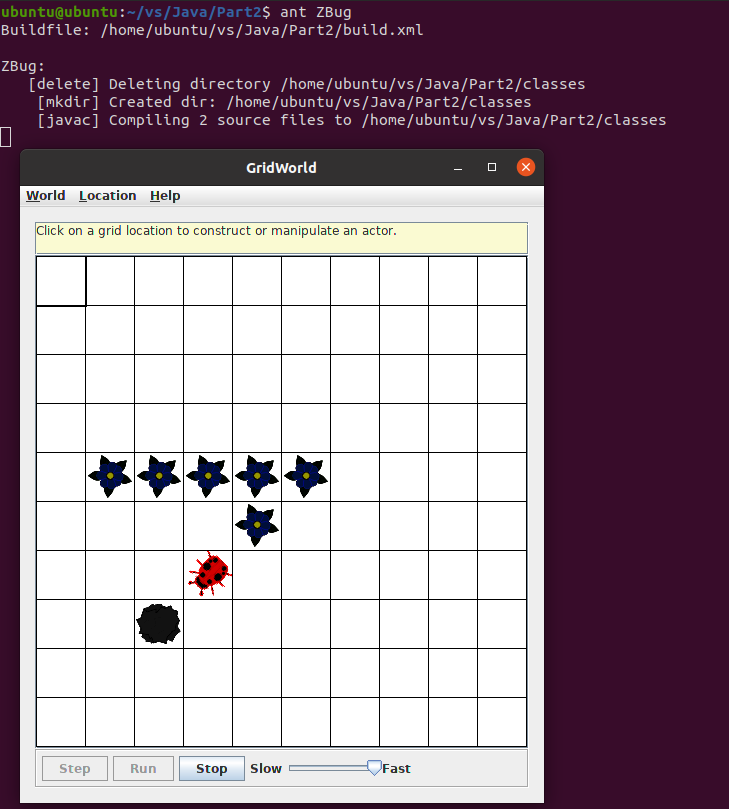 ubuntu@ubuntu:~/vs/Java/Part2$ ant ZBug
Buildfile: /home/ubuntu/vs/Java/Part2/build.xml
ZBug:
[delete] Deleting directory /home/ubuntu/vs/Java/Part2/classes
[mkdir] Created dir: /home/ubuntu/vs/Java/Part2/classes
[javac] Compiling 2 source files to /home/ubuntu/vs/Java/Part2/classes
GridWorld
World Location Help
Click on a grid location to construct or manipulate an actor.
Step Run Stop Slow Fast